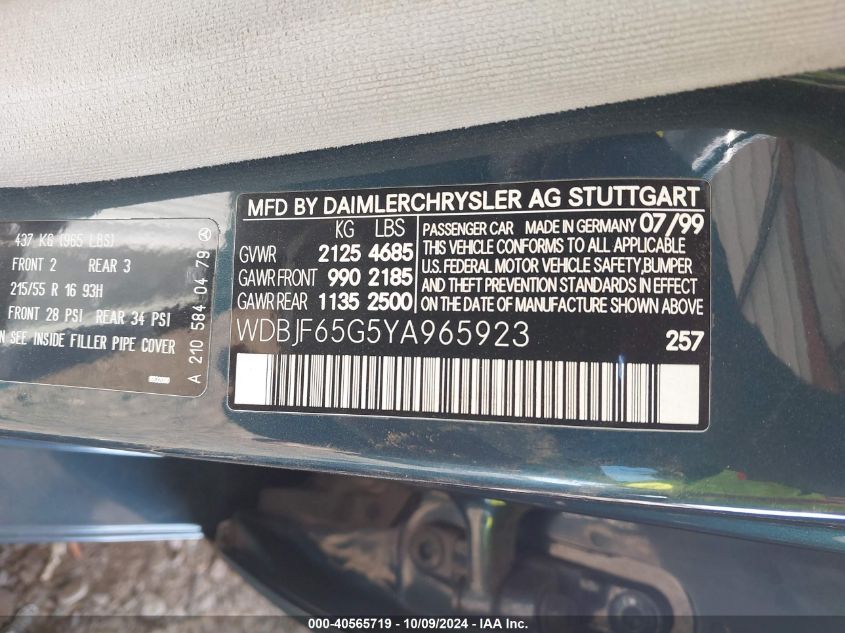 437 KG (965 LBS)
FRONT 2 REAR 3
215/55 R 16 93H
FRONT 28 PSI REAR 34 PSI
ON SEE INSIDE FILLER PIPE COVER
A 210 584 04 79
MFD BY DAIMLERCHRYSLER AG STUTTGART
KG LBS
GVWR 2125 4685
GAWR FRONT 990 2185
GAWR REAR 1135 2500
PASSENGER CAR MADE IN GERMANY 07/99
THIS VEHICLE CONFORMS TO ALL APPLICABLE
U.S. FEDERAL MOTOR VEHICLE SAFETY,BUMPER
AND THEFT PREVENTION STANDARDS IN EFFECT
ON THE DATE OF MANUFACTURE SHOWN ABOVE.
WDBJF65G5YA965923
257
000-40565719 - 10/09/2024 - IAA Inc.